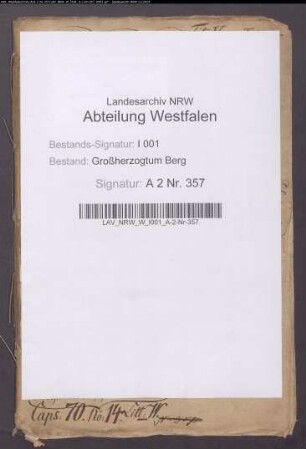 Landesarchiv NRW
Abteilung Westfalen
Bestands-Signatur: I 001
Bestand: Großherzogtum Berg
Signatur: A 2 Nr. 357
LAV_NRW_W_I001_A-2-Nr-357
Caps. 70. No. 14. Litt. W.